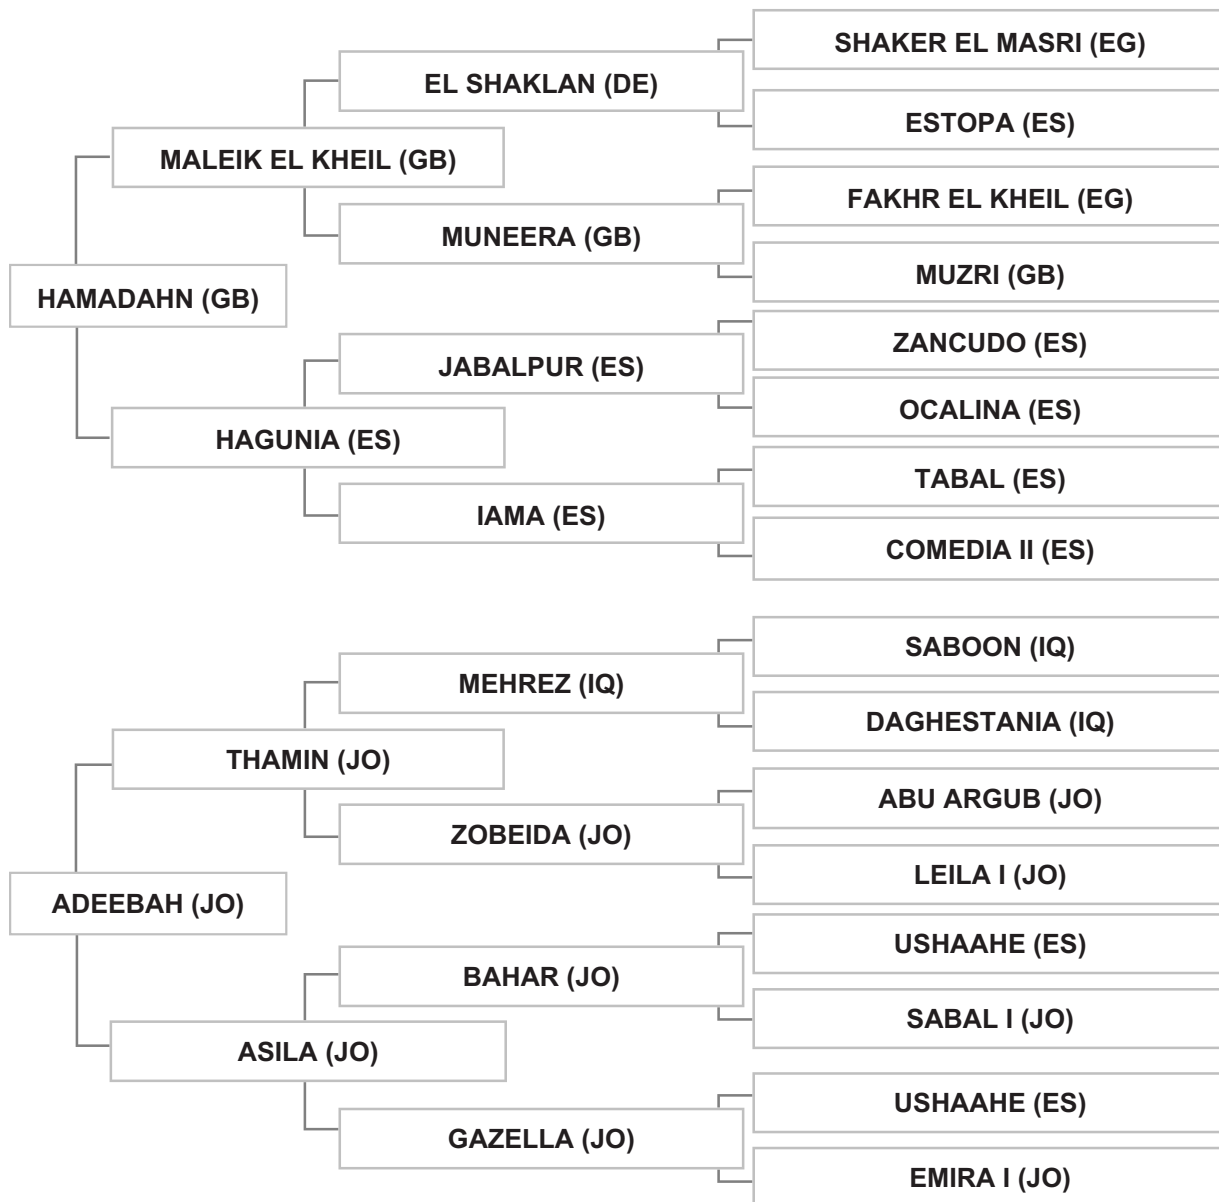 SHAKER EL MASRI (EG)
EL SHAKLAN (DE)
ESTOPA (ES)
MALEIK EL KHEIL (GB)
FAKHR EL KHEIL (EG)
MUNEERA (GB)
MUZRI (GB)
HAMADAHN (GB)
ZANCUDO (ES)
JABALPUR (ES)
OCALINA (ES)
HAGUNIA (ES)
TABAL (ES)
IAMA (ES)
COMEDIA II (ES)
SABOON (IQ)
MEHREZ (IQ)
DAGHESTANIA (IQ)
THAMIN (JO)
ABU ARGUB (JO)
ZOBEIDA (JO)
LEILA I (JO)
ADEEBAH (JO)
USHAAHE (ES)
BAHAR (JO)
SABAL I (JO)
ASILA (JO)
USHAAHE (ES)
GAZELLA (JO)
EMIRA I (JO)